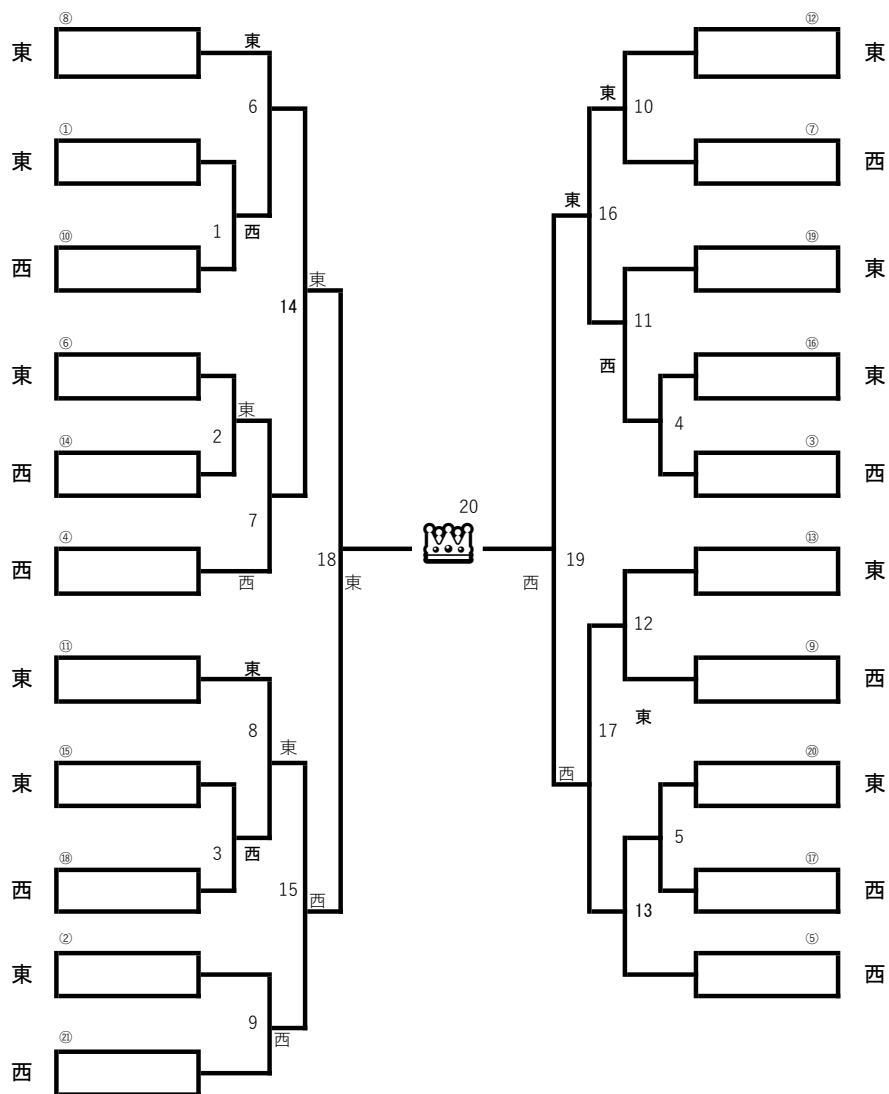 ⑧ ⑫
東 東 東
6 東 10
① ⑦
東 西
東 16
⑩ 1 西
西 ⑲ 東
東
14 11
⑥ 西 ⑯
東 東
東
⑭ 2 4 ③
西 西
20
④ 7
西 18 19 ⑬ 東
西 東 西
12
⑪ ⑨
東 東 西
8 17 東
東
⑮ 西 ⑳
東 東
3 西 5
⑱ ⑰
西 15 西 13 西
② ⑤
東 西
9
㉑ 西
西